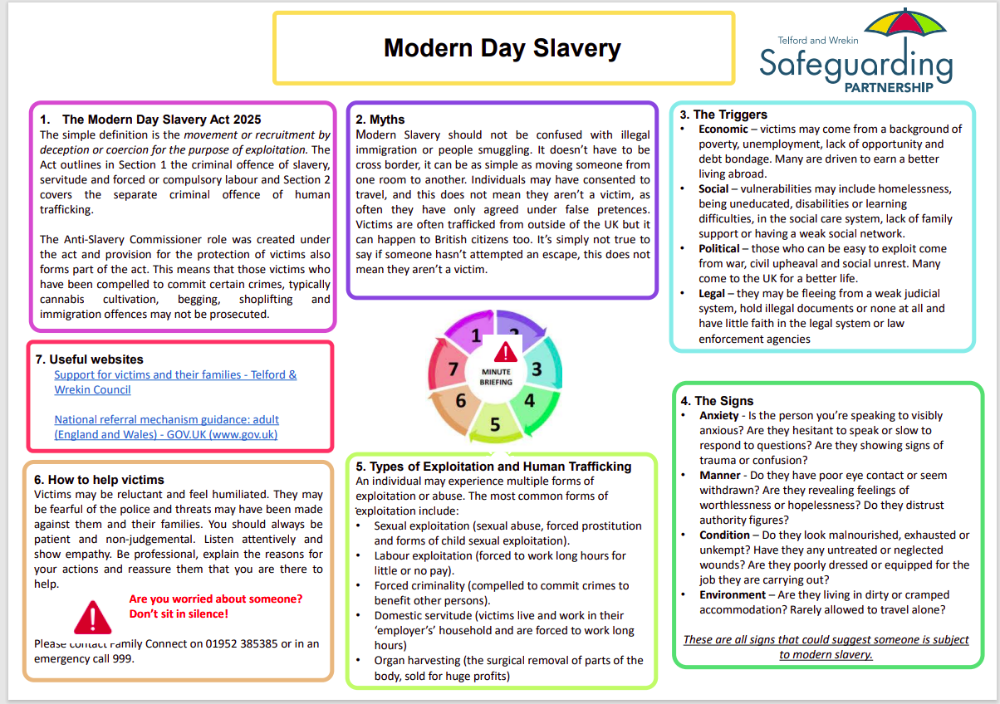 Modern Day Slavery
Telford and Wrekin
Safeguarding
PARTNERSHIP
1. The Modern Day Slavery Act 2025
The simple definition is the movement or recruitment by
deception or coercion for the purpose of exploitation. The
Act outlines in Section 1 the criminal offence of slavery,
servitude and forced or compulsory labour and Section 2
covers the separate criminal offence of human
trafficking.
The Anti-Slavery Commissioner role was created under
the act and provision for the protection of victims also
forms part of the act. This means that those victims who
have been compelled to commit certain crimes, typically
cannabis cultivation, begging, shoplifting and
immigration offences may not be prosecuted.
2. Myths
Modern Slavery should not be confused with illegal
immigration or people smuggling. It doesn't have to be
cross border, it can be as simple as moving someone from
one room to another. Individuals may have consented to
travel, and this does not mean they aren't a victim, as
often they have only agreed under false pretences.
Victims are often trafficked from outside of the UK but it
can happen to British citizens too. It's simply not true to
say if someone hasn't attempted an escape, this does not
mean they aren't a victim.
3. The Triggers
• Economic – victims may come from a background of
poverty, unemployment, lack of opportunity and
debt bondage. Many are driven to earn a better
living abroad.
• Social – vulnerabilities may include homelessness,
being uneducated, disabilities or learning
difficulties, in the social care system, lack of family
support or having a weak social network.
• Political – those who can be easy to exploit come
from war, civil upheaval and social unrest. Many
come to the UK for a better life.
• Legal – they may be fleeing from a weak judicial
system, hold illegal documents or none at all and
have little faith in the legal system or law
enforcement agencies
4. The Signs
• Anxiety - Is the person you're speaking to visibly
anxious? Are they hesitant to speak or slow to
respond to questions? Are they showing signs of
trauma or confusion?
• Manner - Do they have poor eye contact or seem
withdrawn? Are they revealing feelings of
worthlessness or hopelessness? Do they distrust
authority figures?
• Condition – Do they look malnourished, exhausted or
unkempt? Have they any untreated or neglected
wounds? Are they poorly dressed or equipped for the
job they are carrying out?
• Environment – Are they living in dirty or cramped
accommodation? Rarely allowed to travel alone?
These are all signs that could suggest someone is subject
to modern slavery.
1
2
3
4
5
6
7
!
MINUTE
BRIEFING
5. Types of Exploitation and Human Trafficking
An individual may experience multiple forms of
exploitation or abuse. The most common forms of
exploitation include:
• Sexual exploitation (sexual abuse, forced prostitution
and forms of child sexual exploitation).
• Labour exploitation (forced to work long hours for
little or no pay).
• Forced criminality (compelled to commit crimes to
benefit other persons).
• Domestic servitude (victims live and work in their
'employer's' household and are forced to work long
hours)
• Organ harvesting (the surgical removal of parts of the
body, sold for huge profits)
6. How to help victims
Victims may be reluctant and feel humiliated. They may
be fearful of the police and threats may have been made
against them and their families. You should always be
patient and non-judgemental. Listen attentively and
show empathy. Be professional, explain the reasons for
your actions and reassure them that you are there to
help.
!
Are you worried about someone?
Don't sit in silence!
Please contact Family Connect on 01952 385385 or in an
emergency call 999.
7. Useful websites
Support for victims and their families - Telford &
Wrekin Council
National referral mechanism guidance: adult
(England and Wales) - GOV.UK (www.gov.uk)